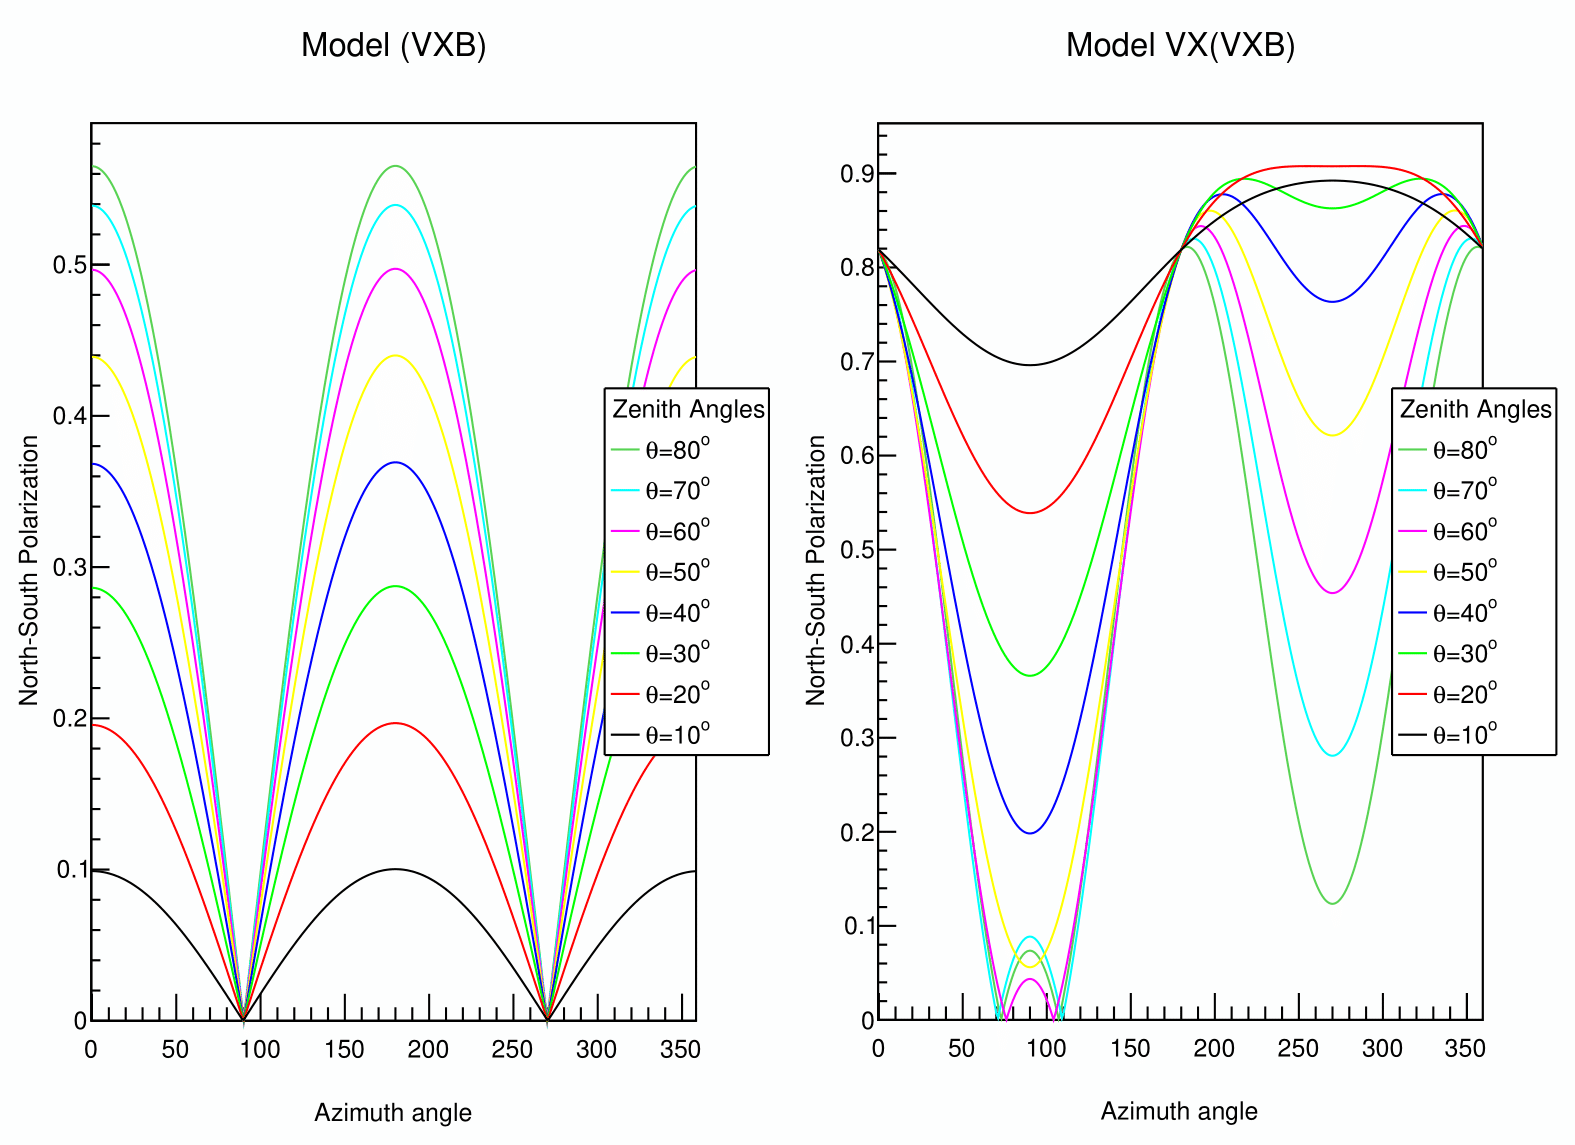 Model (VXB)
North-South Polarization
0.5
0.4
0.3
0.2
0.1
0
0 50 100 150 200 250 300 350
Azimuth angle
Zenith Angles
θ=80°
θ=70°
θ=60°
θ=50°
θ=40°
θ=30°
θ=20°
θ=10°
Model VX(VXB)
North-South Polarization
0.9
0.8
0.7
0.6
0.5
0.4
0.3
0.2
0.1
0
0 50 100 150 200 250 300 350
Azimuth angle
Zenith Angles
θ=80°
θ=70°
θ=60°
θ=50°
θ=40°
θ=30°
θ=20°
θ=10°